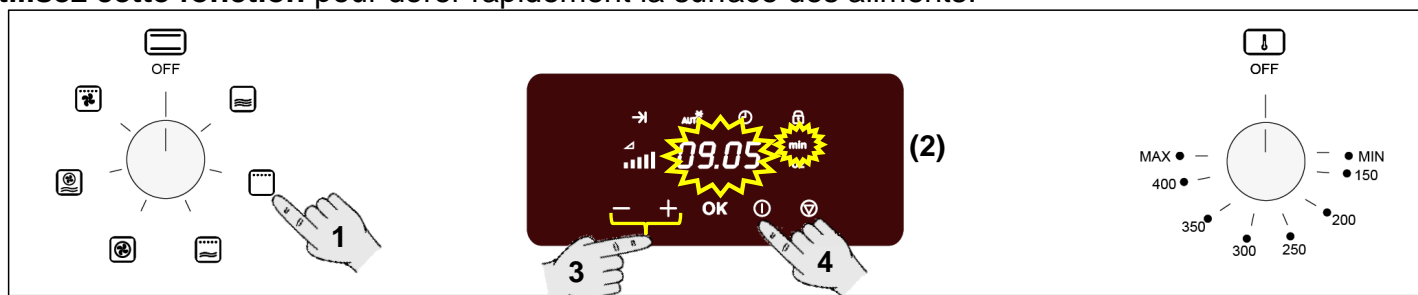 utilisez cette fonction pour dorer rapidement la surface des aliments.
OFF
1
AUT
09.05
min
OK
3
4
(2)
OFF
MAX
MIN
400
150
350
200
300
250